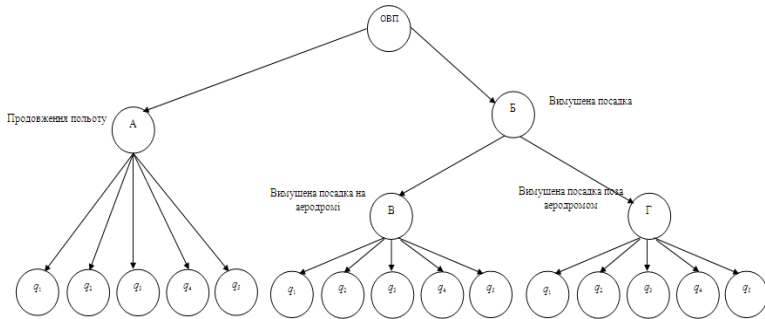 ОВП
Б
Вимушена посадка
Продовження польоту
А
Вимушена посадка на
аеродромі
В
Вимушена посадка поза
аеродромом
Г
q₁ q₂ q₃ q₄ q₅
q₁ q₂ q₃ q₄ q₅
q₁ q₂ q₃ q₄ q₅